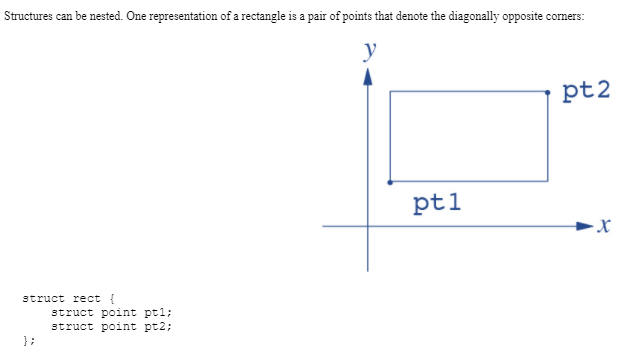 Structures can be nested. One representation of a rectangle is a pair of points that denote the diagonally opposite corners:
y
pt2
pt1
x
struct rect {
    struct point pt1;
    struct point pt2;
};